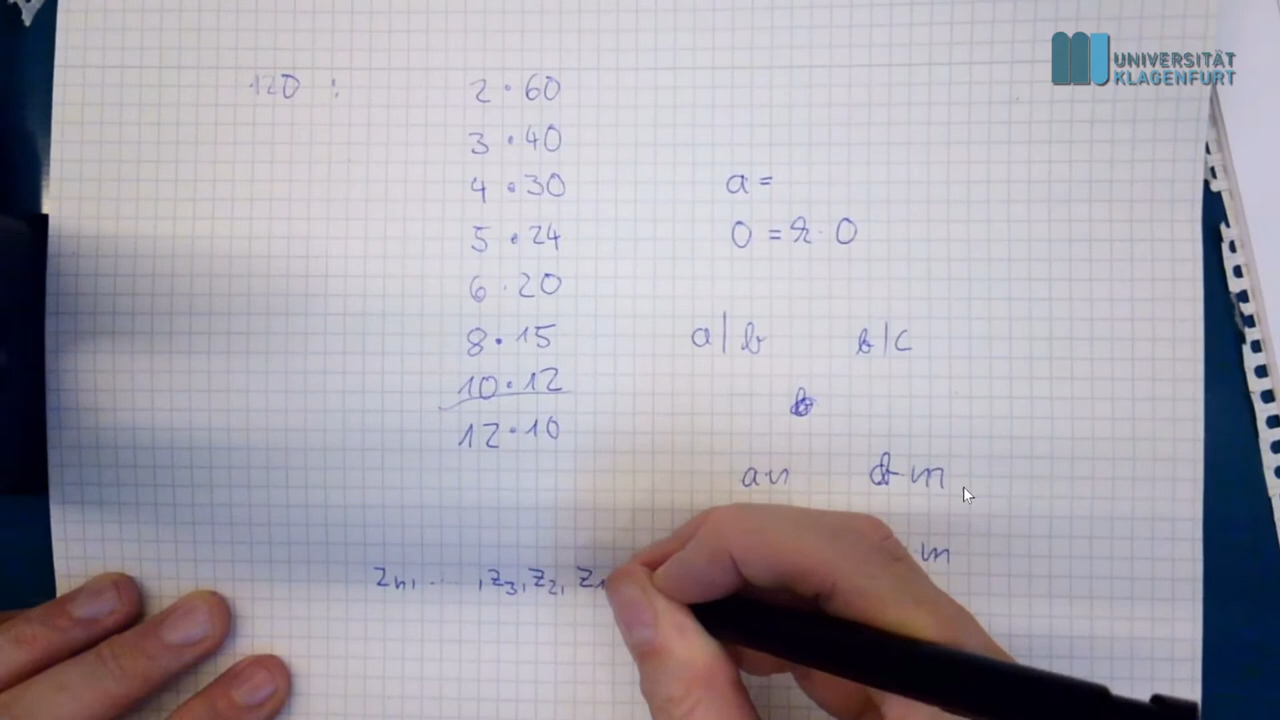 UNIVERSITÄT
KLAGENFURT
120 : 2 · 60
3 · 40
4 · 30
5 · 24
6 · 20
8 · 15
10 · 12
12 · 10
a =
0 = · 0
a | b b | c
an m
m
zn, ... , z3, z2, z1